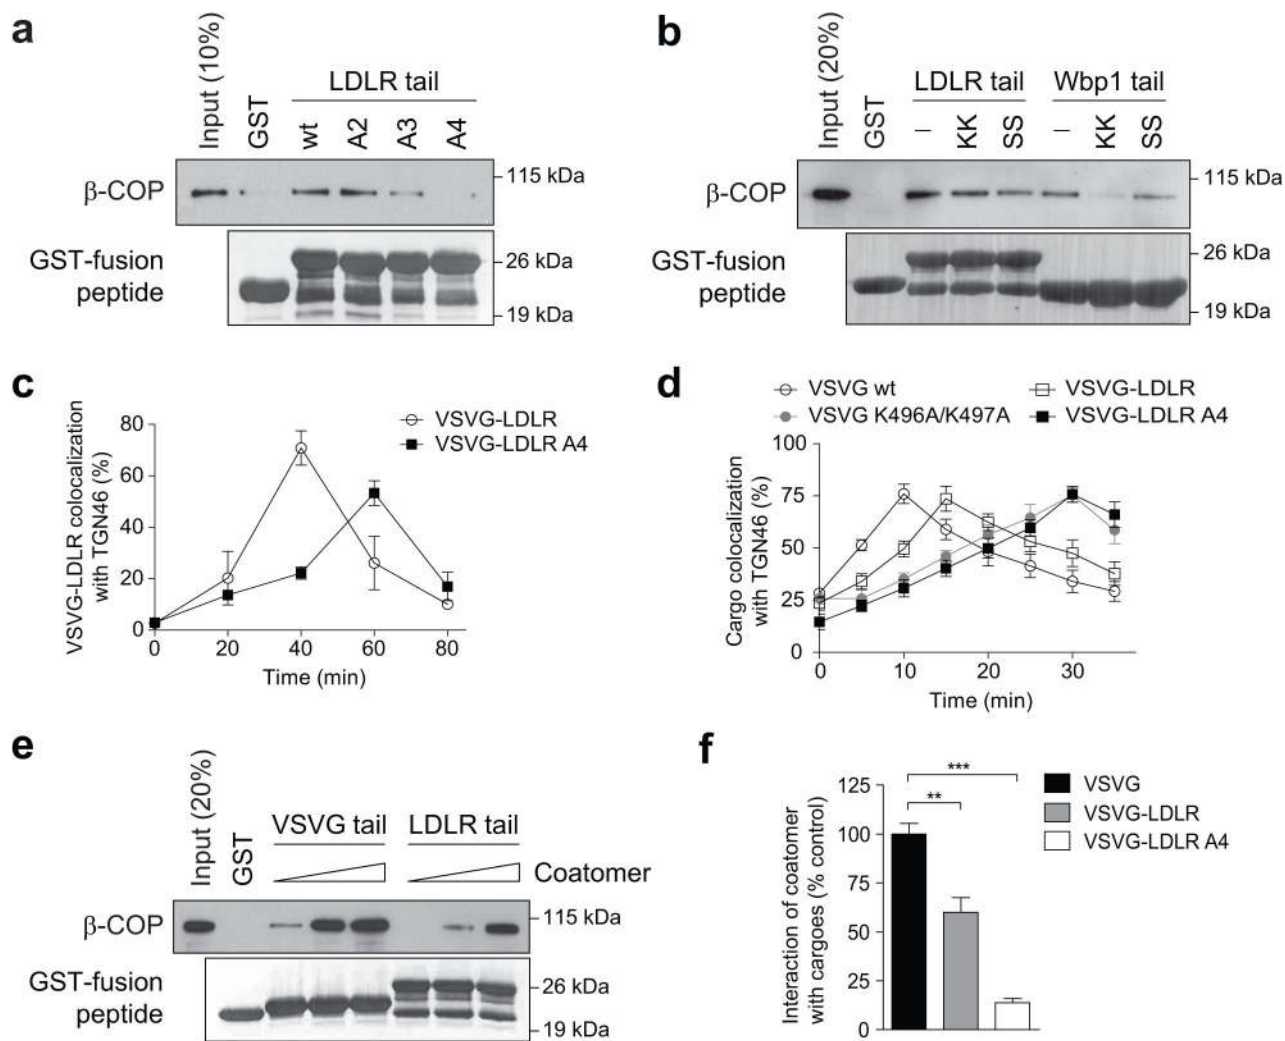 a
Input (10%)
GST
LDLR tail
wt
A2
A3
A4
β-COP
115 kDa
GST-fusion
peptide
26 kDa
19 kDa
b
Input (20%)
GST
LDLR tail
Wbp1 tail
–
KK
SS
–
KK
SS
β-COP
115 kDa
GST-fusion
peptide
26 kDa
19 kDa
c
VSVG-LDLR colocalization
with TGN46 (%)
80
60
40
20
0
0
20
40
60
80
Time (min)
VSVG-LDLR
VSVG-LDLR A4
d
VSVG wt
VSVG-LDLR
VSVG K496A/K497A
VSVG-LDLR A4
Cargo colocalization
with TGN46 (%)
100
75
50
25
0
0
10
20
30
Time (min)
e
Input (20%)
GST
VSVG tail
LDLR tail
Coatomer
β-COP
115 kDa
GST-fusion
peptide
26 kDa
19 kDa
f
Interaction of coatomer
with cargoes (% control)
125
100
75
50
25
0
**
***
VSVG
VSVG-LDLR
VSVG-LDLR A4